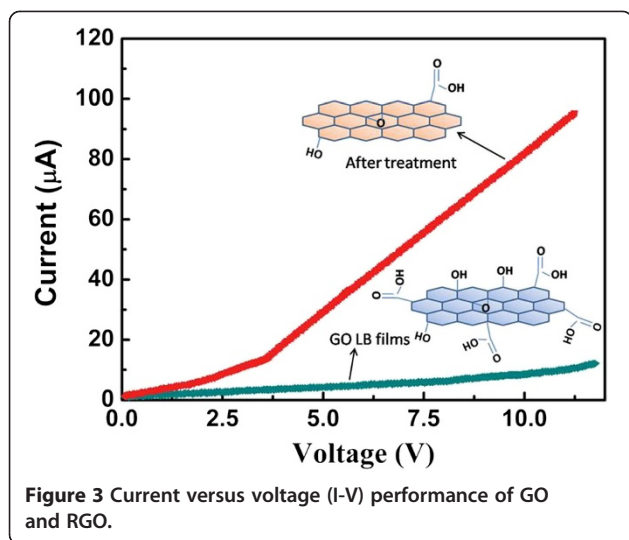 120
100
80
60
40
20
0
Current (μA)
0.0 2.5 5.0 7.5 10.0
Voltage (V)
O
OH
O
HO
After treatment
O
OH
OH
OH
O
OH
O
O
HO
HO
O
HO
O
GO LB films
Figure 3 Current versus voltage (I-V) performance of GO
and RGO.